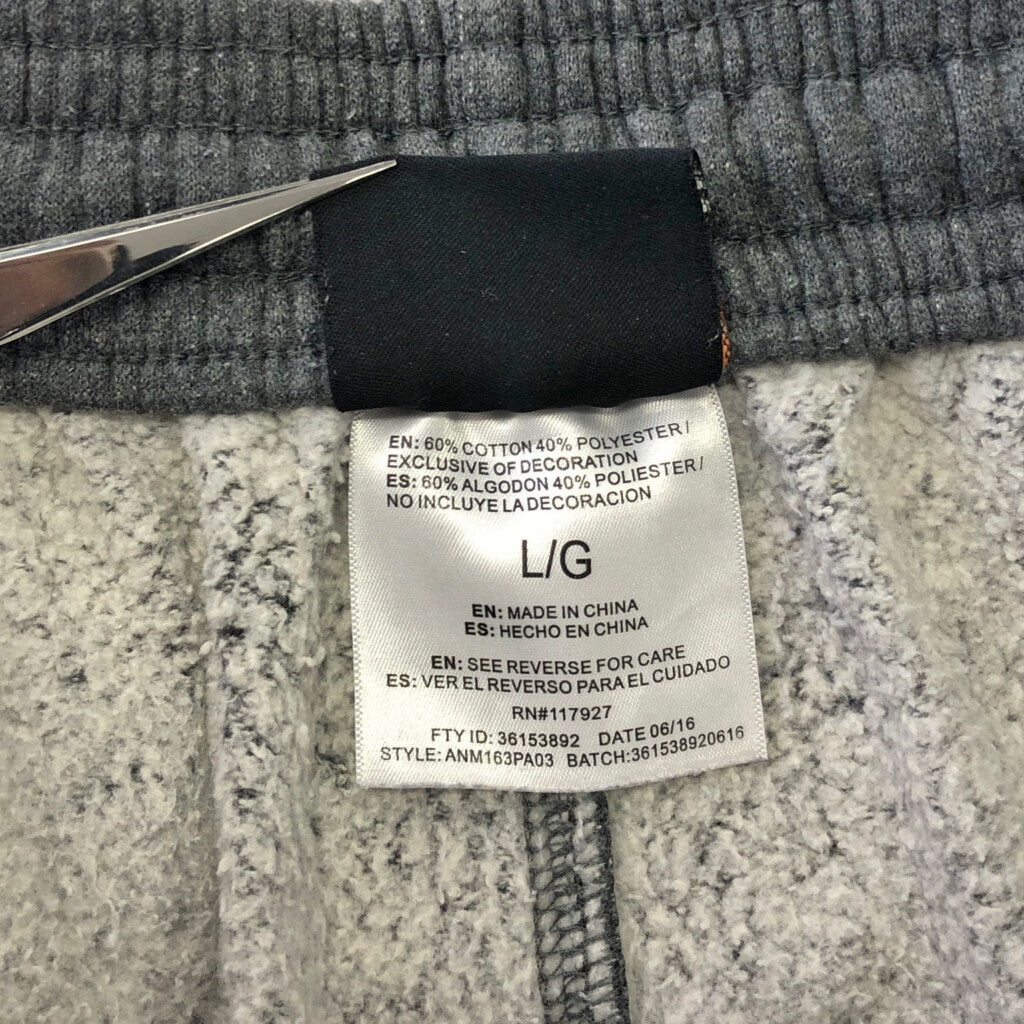 EN: 60% COTTON 40% POLYESTER /
EXCLUSIVE OF DECORATION
ES: 60% ALGODON 40% POLIESTER /
NO INCLUYE LA DECORACION
L/G
EN: MADE IN CHINA
ES: HECHO EN CHINA
EN: SEE REVERSE FOR CARE
ES: VER EL REVERSO PARA EL CUIDADO
RN#117927
FTY ID: 36153892 DATE 06/16
STYLE: ANM163PA03 BATCH:361538920616